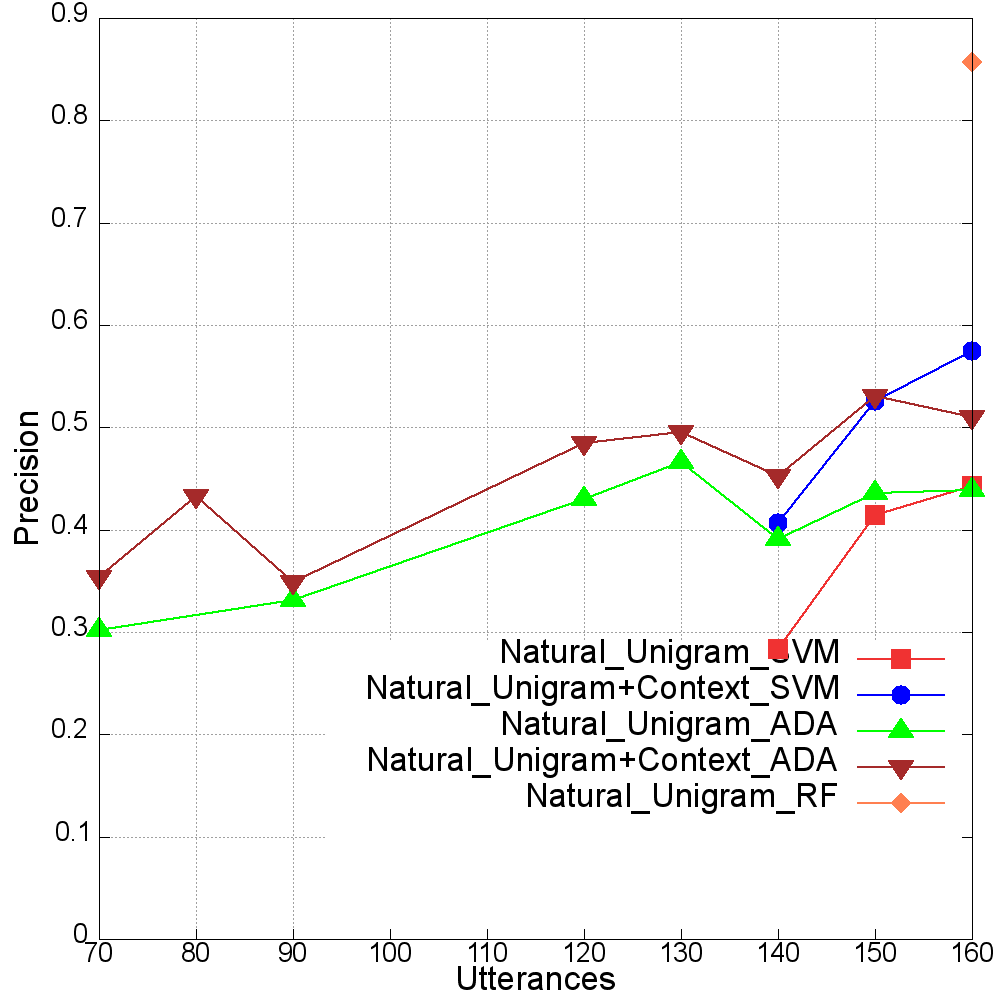 0.9
0.8
0.7
0.6
0.5
0.4
0.3
0.2
0.1
0
Precision
Natural_Unigram_SVM
Natural_Unigram+Context_SVM
Natural_Unigram_ADA
Natural_Unigram+Context_ADA
Natural_Unigram_RF
70 80 90 100 110 120 130 140 150 160
Utterances